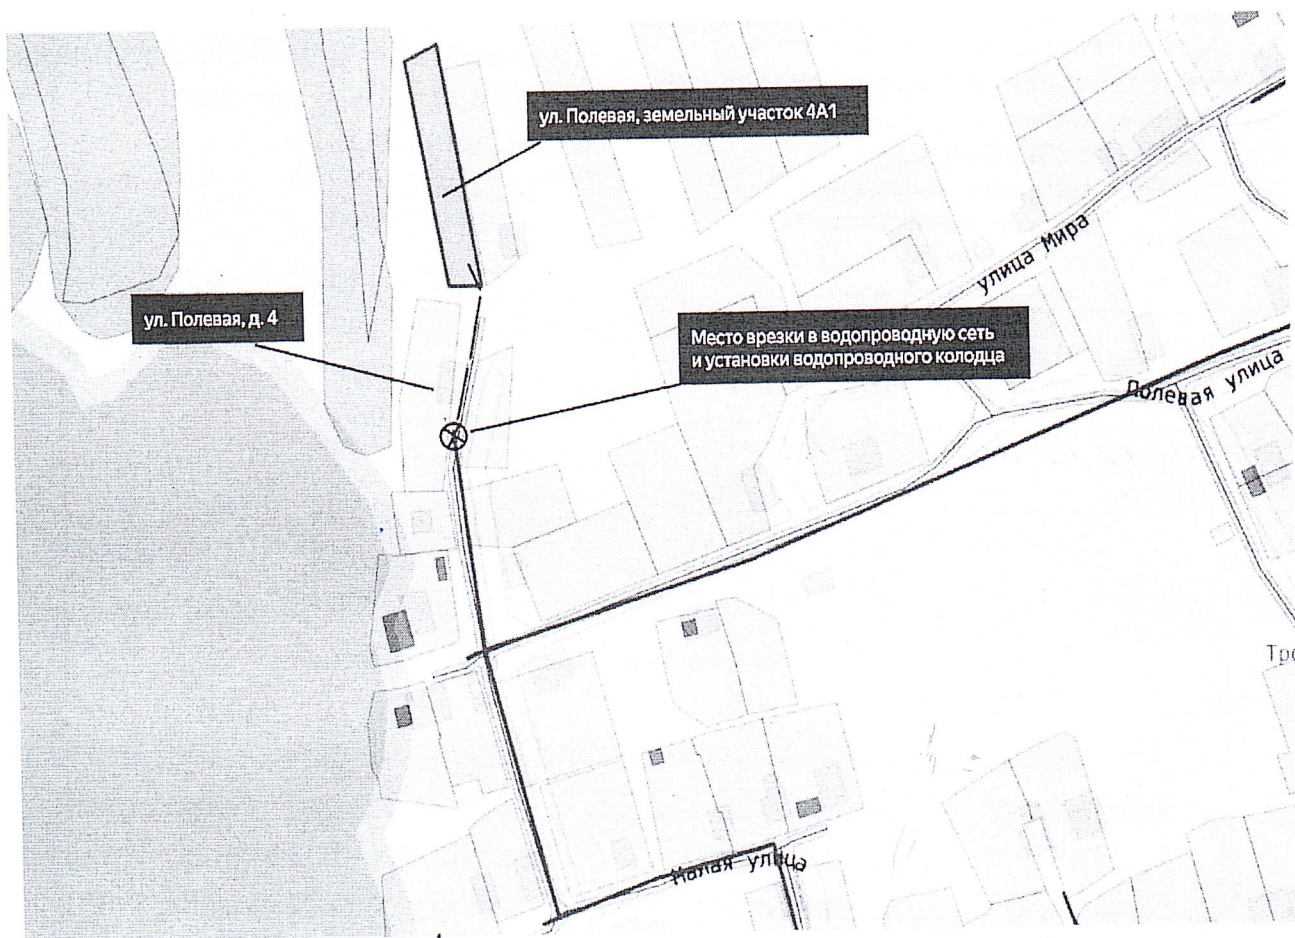 ул. Полевая, земельный участок 4А1
улица Мира
ул. Полевая, д. 4
Место врезки в водопроводную сеть
и установки водопроводного колодца
Полевая улица
Тро
Малая улица